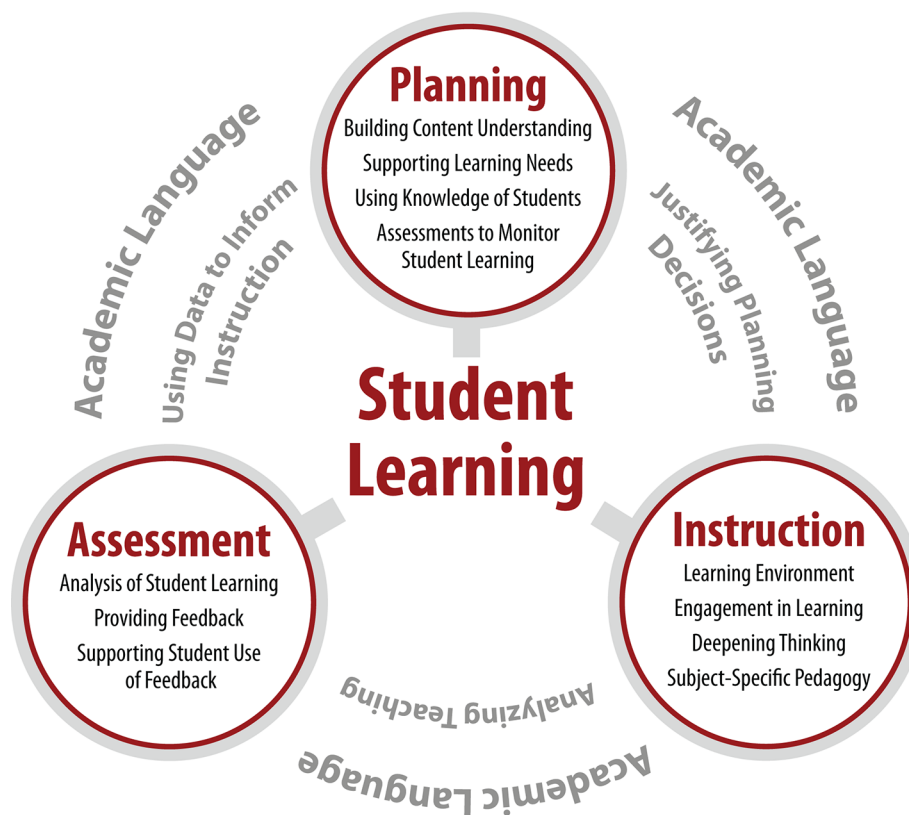 Planning
Building Content Understanding
Supporting Learning Needs
Using Knowledge of Students
Assessments to Monitor
Student Learning
Academic Language
Using Data to Inform
Instruction
Academic Language
Justifying Planning
Decisions
Student
Learning
Assessment
Analysis of Student Learning
Providing Feedback
Supporting Student Use
of Feedback
Instruction
Learning Environment
Engagement in Learning
Deepening Thinking
Subject-Specific Pedagogy
Analyzing Teaching
Academic Language